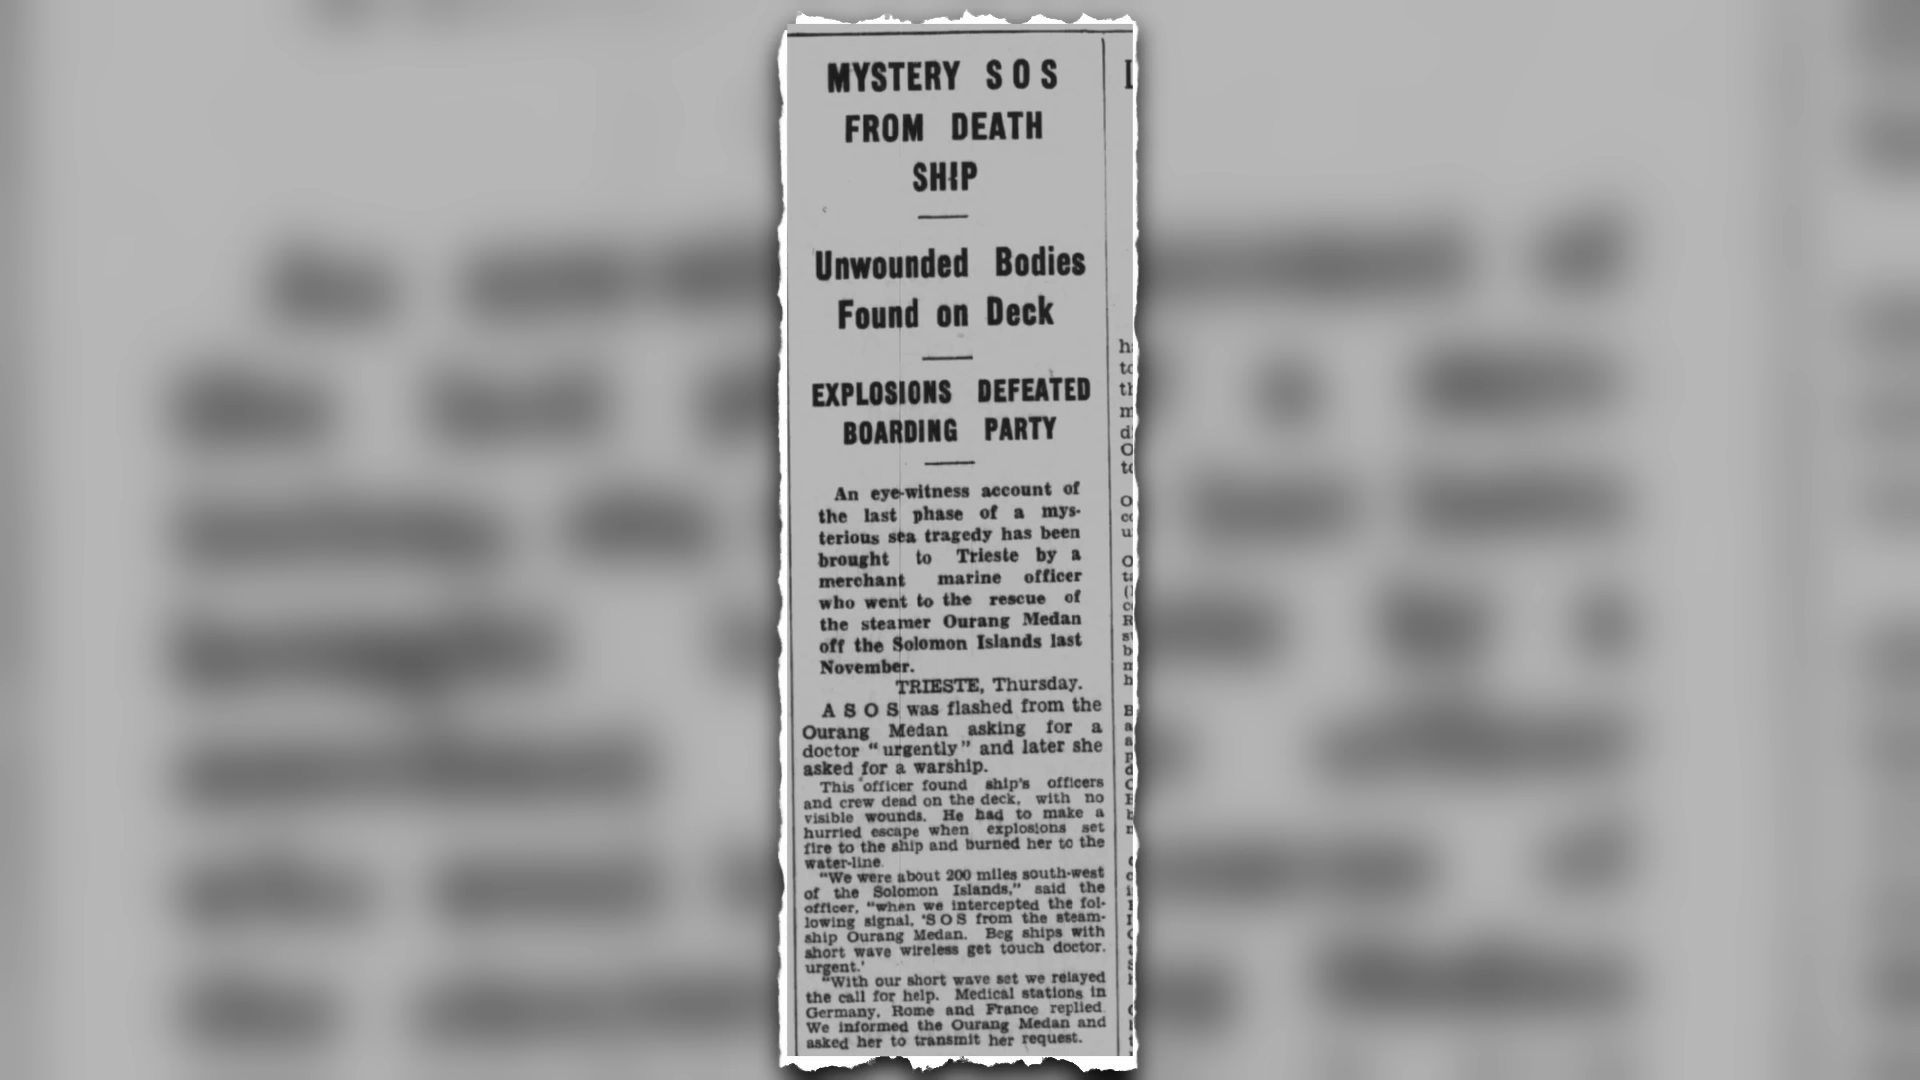 MYSTERY SOS
FROM DEATH
SHIP
Unwounded Bodies
Found on Deck
EXPLOSIONS DEFEATED
BOARDING PARTY
An eye-witness account of
the last phase of a mys-
terious sea tragedy has been
brought to Trieste by a
merchant marine officer
who went to the rescue of
the steamer Ourang Medan
off the Solomon Islands last
November.
TRIESTE, Thursday.
A S O S was flashed from the
Ourang Medan asking for a
doctor "urgently" and later she
asked for a warship.
This officer found ship's officers
and crew dead on the deck, with no
visible wounds. He had to make a
hurried escape when explosions set
fire to the ship and burned her to the
water-line.
"We were about 200 miles south-west
of the Solomon Islands," said the
officer, "when we intercepted the fol-
lowing signal, 'S O S from the steam-
ship Ourang Medan. Beg ships with
short wave wireless get touch doctor.
urgent.'
"With our short wave set we relayed
the call for help. Medical stations in
Germany, Rome and France replied.
We informed the Ourang Medan and
asked her to transmit her request.